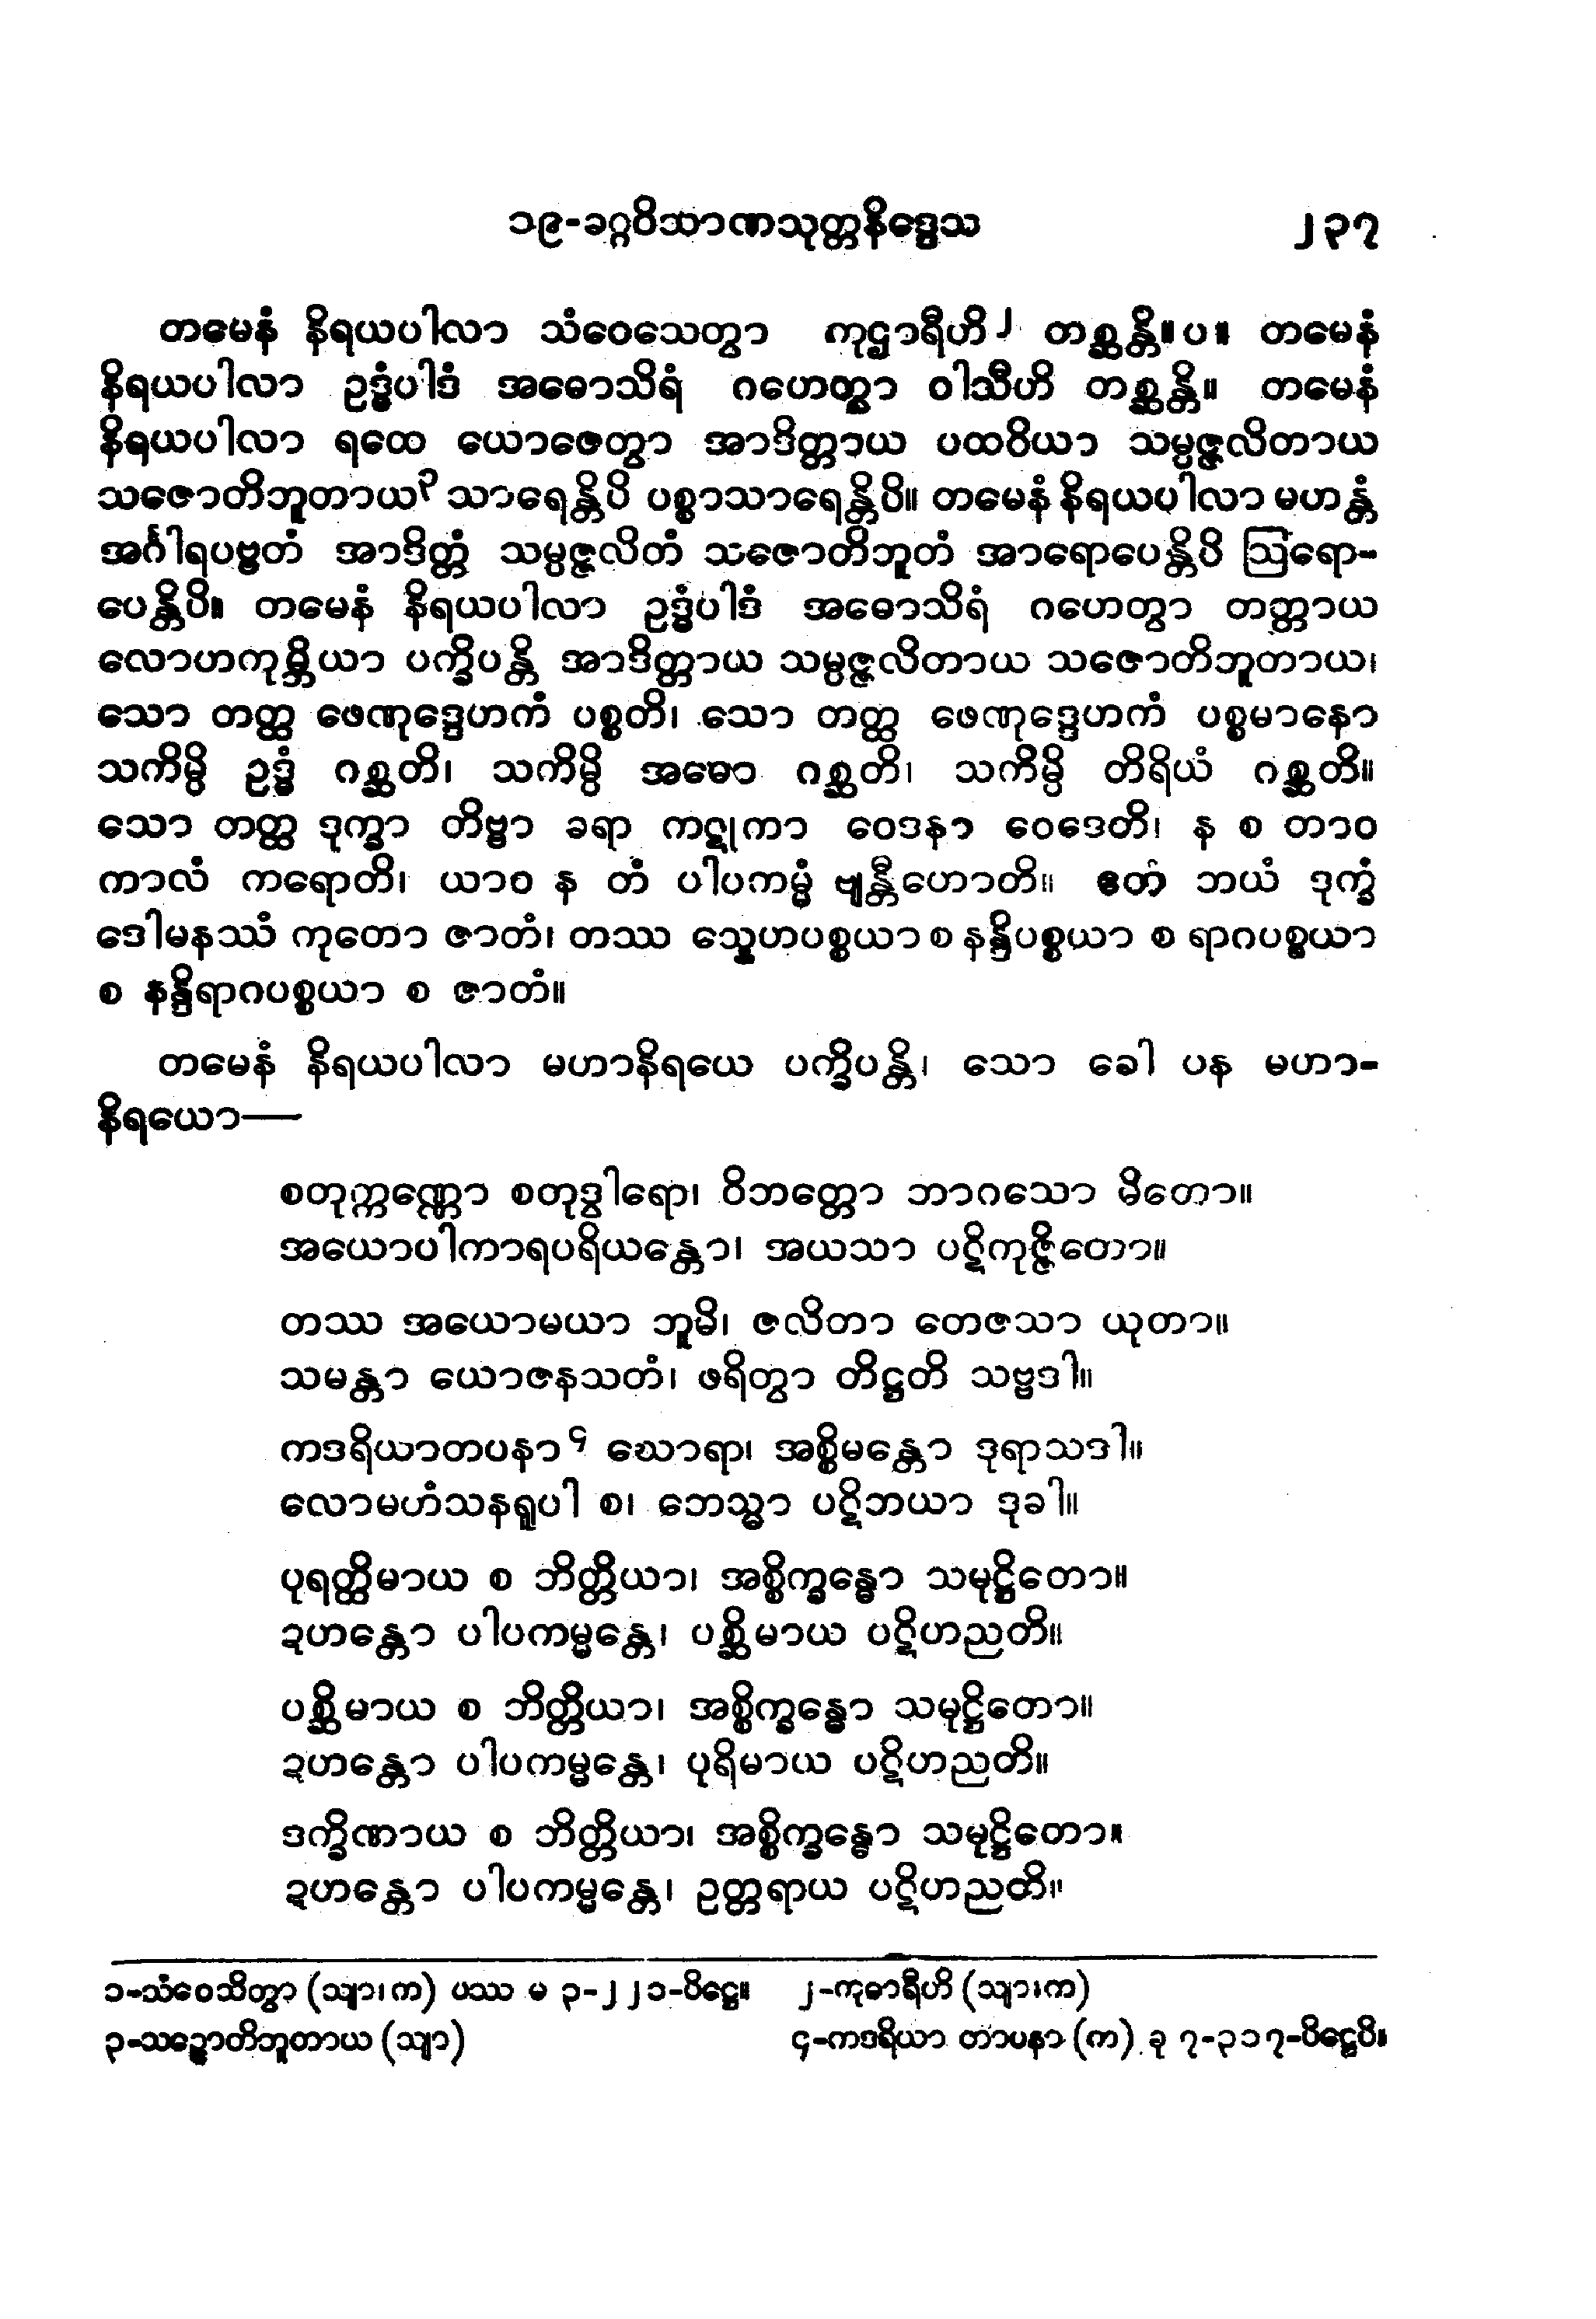 ၁၉-ခဂ္ဂဝိသာဏသုတ္တနိဒ္ဒေသ ၂၃၇
တမေနံ နိရယပါလာ သံဝေသေတွာ ကုဌာရီဟိ၂ တစ္ဆန္တိ။ပ။ တမေနံ
နိရယပါလာ ဥဒ္ဓံပါဒံ အဓောသိရံ ဂဟေတွာ ဝါသီဟိ တစ္ဆန္တိ။ တမေနံ
နိရယပါလာ ရထေ ယောဇေတွာ အာဒိတ္တာယ ပထဝိယာ သမ္ပဇ္ဇလိတာယ
သဇောတိဘူတာယ၃ သာရေန္တိပိ ပစ္စာသာရေန္တိပိ။ တမေနံ နိရယပါလာ မဟန္တံ
အင်္ဂါရပဗ္ဗတံ အာဒိတ္တံ သမ္ပဇ္ဇလိတံ သဇောတိဘူတံ အာရောပေန္တိပိ ဩရော-
ပေန္တိပိ။ တမေနံ နိရယပါလာ ဥဒ္ဓံပါဒံ အဓောသိရံ ဂဟေတွာ တတ္တာယ
လောဟကုမ္ဘိယာ ပက္ခိပန္တိ အာဒိတ္တာယ သမ္ပဇ္ဇလိတာယ သဇောတိဘူတာယ၊
သော တတ္ထ ဖေဏုဒ္ဒေဟကံ ပစ္စတိ၊ သော တတ္ထ ဖေဏုဒ္ဒေဟကံ ပစ္စမာနော
သကိမ္ပိ ဥဒ္ဓံ ဂစ္ဆတိ၊ သကိမ္ပိ အဓော ဂစ္ဆတိ၊ သကိမ္ပိ တိရိယံ ဂစ္ဆတိ။
သော တတ္ထ ဒုက္ခာ တိဗ္ဗာ ခရာ ကဋုကာ ဝေဒနာ ဝေဒေတိ၊ န စ တာဝ
ကာလံ ကရောတိ၊ ယာဝ န တံ ပါပကမ္မံ ဗျန္တီဟောတိ။ ဧတံ ဘယံ ဒုက္ခံ
ဒေါမနဿံ ကုတော ဇာတံ၊ တဿ သ္နေဟပစ္စယာ စ နန္ဒိပစ္စယာ စ ရာဂပစ္စယာ
စ နန္ဒိရာဂပစ္စယာ စ ဇာတံ။
တမေနံ နိရယပါလာ မဟာနိရယေ ပက္ခိပန္တိ၊ သော ခေါ ပန မဟာ-
နိရယော—
စတုက္ကဏ္ဏော စတုဒွါရော၊ ဝိဘတ္တော ဘာဂသော မိတော။
အယောပါကာရပရိယန္တော၊ အယသာ ပဋိကုဇ္ဇိတော။
တဿ အယောမယာ ဘူမိ၊ ဇလိတာ တေဇသာ ယုတာ။
သမန္တာ ယောဇနသတံ၊ ဖရိတွာ တိဋ္ဌတိ သဗ္ဗဒါ။
ကဒရိယာတပနာ၄ ဃောရာ၊ အစ္စိမန္တော ဒုရာသဒါ။
လောမဟံသနရူပါ စ၊ ဘေသ္မာ ပဋိဘယာ ဒုခါ။
ပုရတ္ထိမာယ စ ဘိတ္တိယာ၊ အစ္စိက္ခန္ဓော သမုဋ္ဌိတော။
ဍဟန္တော ပါပကမ္မန္တေ၊ ပစ္ဆိမာယ ပဋိဟညတိ။
ပစ္ဆိမာယ စ ဘိတ္တိယာ၊ အစ္စိက္ခန္ဓော သမုဋ္ဌိတော။
ဍဟန္တော ပါပကမ္မန္တေ၊ ပုရိမာယ ပဋိဟညတိ။
ဒက္ခိဏာယ စ ဘိတ္တိယာ၊ အစ္စိက္ခန္ဓော သမုဋ္ဌိတော။
ဍဟန္တော ပါပကမ္မန္တေ၊ ဥတ္တရာယ ပဋိဟညတိ။
၁-သံဝေသိတွာ (သျာ၊က) ပဿ မ ၃-၂၂၁-ပိဋ္ဌေ။ ၂-ကုဓာရီဟိ (သျာ၊က)
၃-သဉ္ဇောတိဘူတာယ (သျာ) ၄-ကဒရိယာ တာပနာ (က) ခု ၇-၃၁၇-ပိဋ္ဌေပိ။